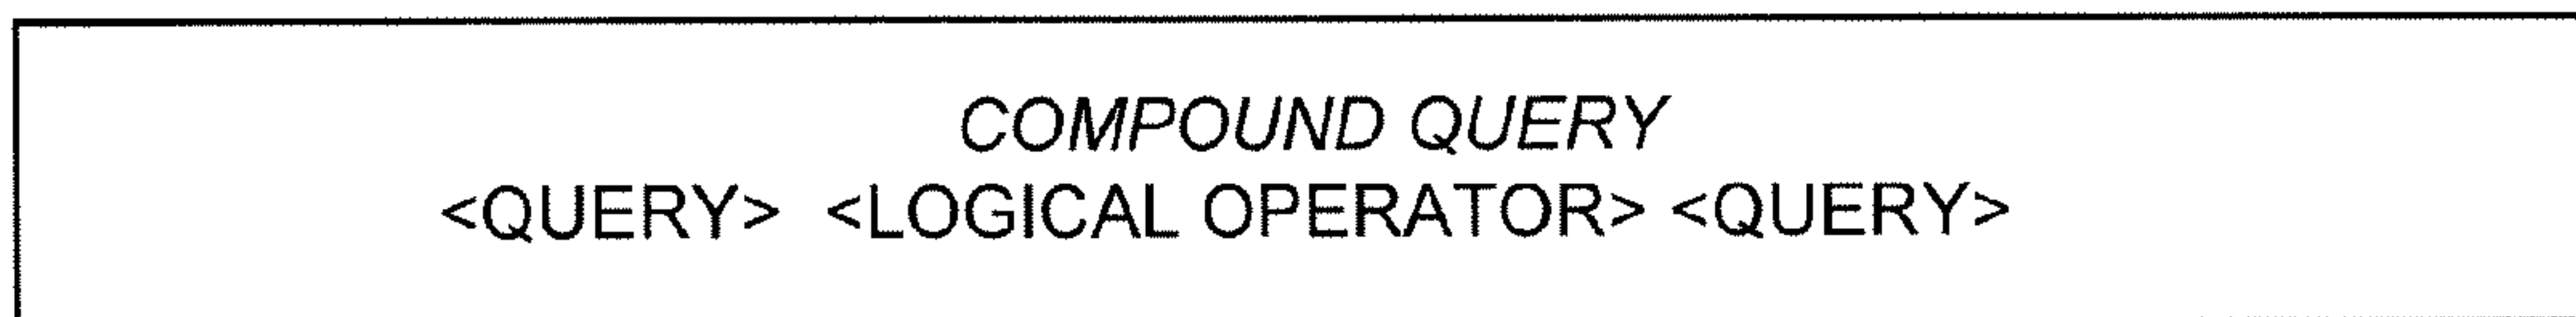 COMPOUND QUERY
<QUERY> <LOGICAL OPERATOR> <QUERY>